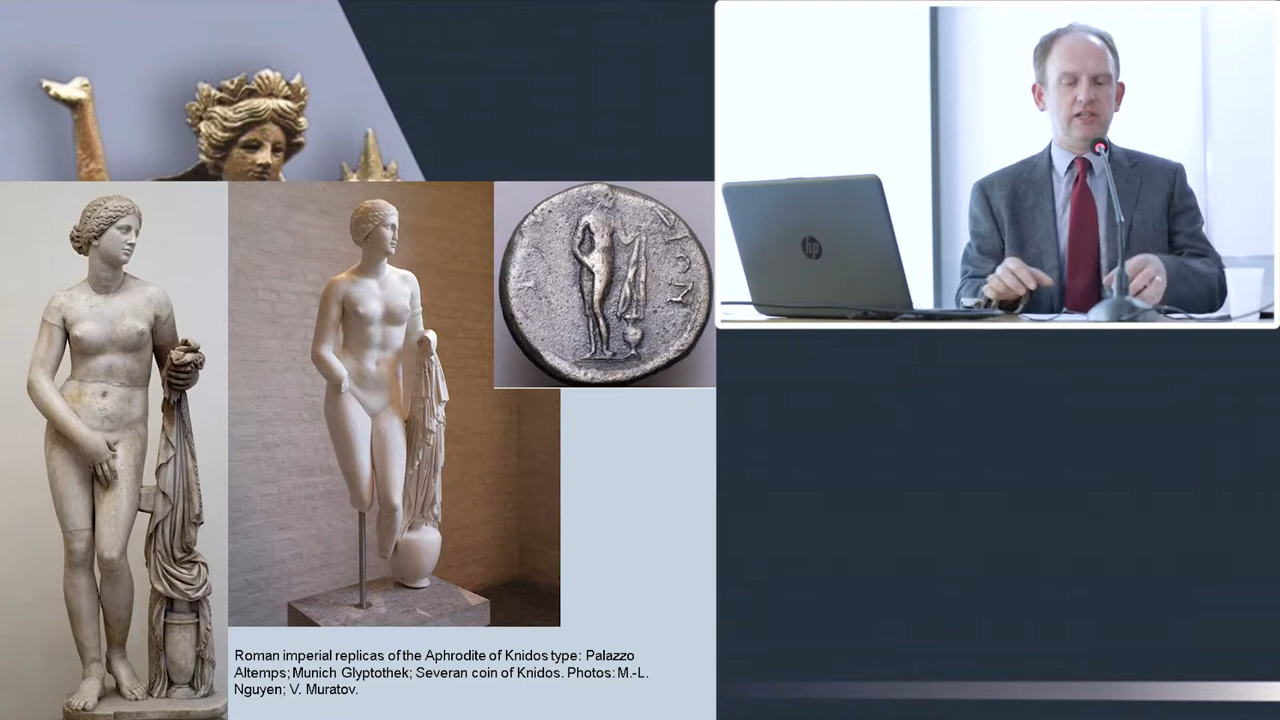 Roman imperial replicas of the Aphrodite of Knidos type: Palazzo
Altemps; Munich Glyptothek; Severan coin of Knidos. Photos: M.-L.
Nguyen; V. Muratov.
hp